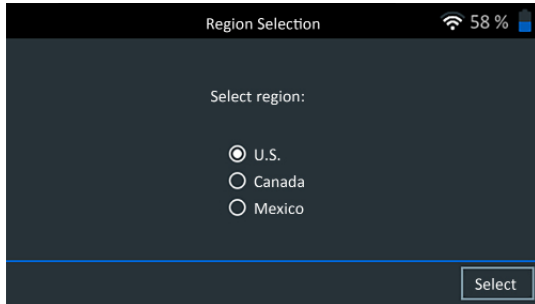 Region Selection 58 %
Select region:
U.S.
Canada
Mexico
Select